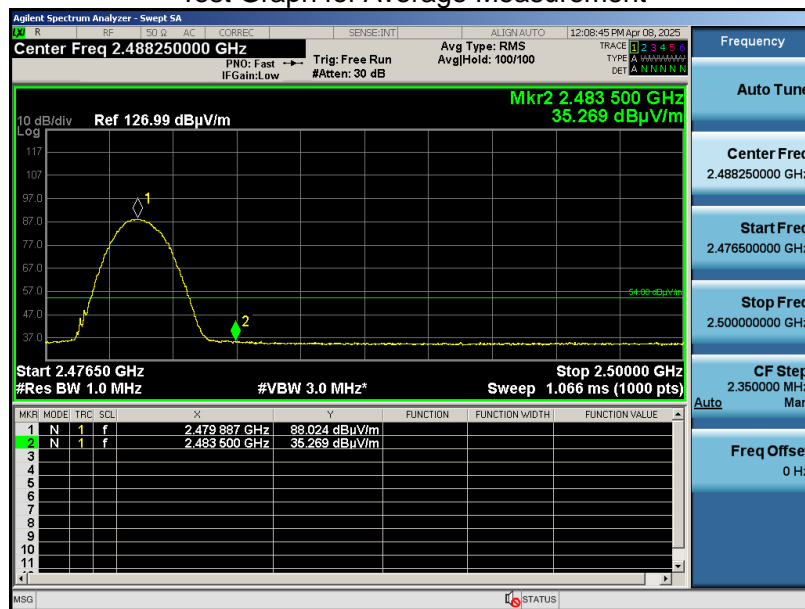 Test Graph for Average Measurement
Agilent Spectrum Analyzer - Swept SA
LXI R RF 50 Ω AC CORREC SENSE:INT ALIGN AUTO 12:08:45 PM Apr 08, 2025
Center Freq 2.488250000 GHz
PNO: Fast
IFGain:Low
Trig: Free Run
#Atten: 30 dB
Avg Type: RMS
Avg|Hold: 100/100
TRACE 1 2 3 4 5 6
TYPE A
DET A N N N N N
Mkr2 2.483 500 GHz
35.269 dBµV/m
10 dB/div Ref 126.99 dBµV/m
Log
117
107
97.0
87.0
77.0
67.0
57.0
47.0
37.0
1
2
54.00 dBµV/m
Start 2.47650 GHz Stop 2.50000 GHz
#Res BW 1.0 MHz #VBW 3.0 MHz* Sweep 1.066 ms (1000 pts)
MKR MODE TRC SCL X Y FUNCTION FUNCTION WIDTH FUNCTION VALUE
1 N 1 f 2.479 887 GHz 88.024 dBµV/m
2 N 1 f 2.483 500 GHz 35.269 dBµV/m
3
4
5
6
7
8
9
10
11
MSG STATUS
Frequency
Auto Tune
Center Freq
2.488250000 GHz
Start Freq
2.476500000 GHz
Stop Freq
2.500000000 GHz
CF Step
2.350000 MHz
Auto Man
Freq Offset
0 Hz